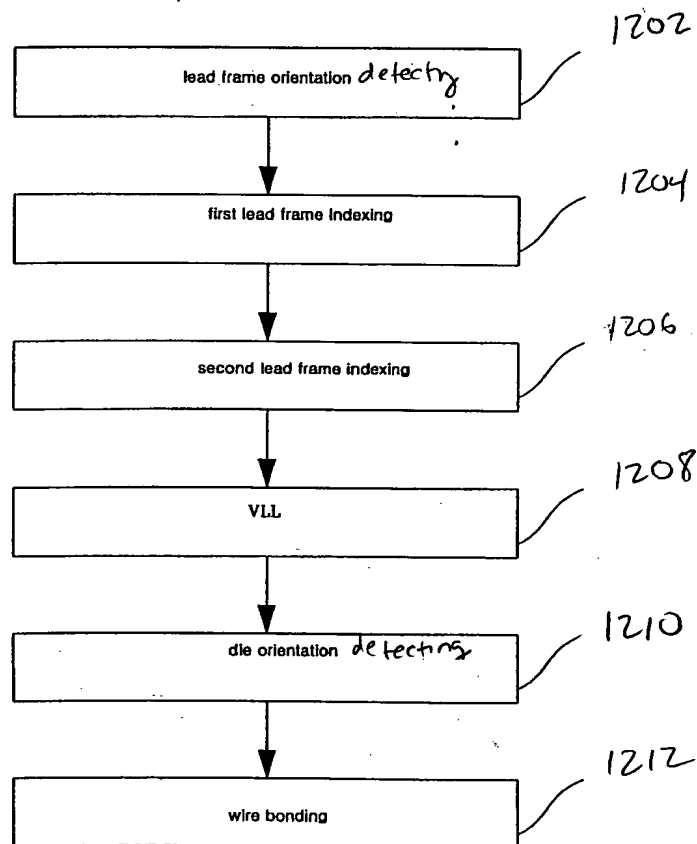 1202
lead frame orientation detecting
1204
first lead frame indexing
1206
second lead frame indexing
1208
VLL
1210
die orientation detecting
1212
wire bonding